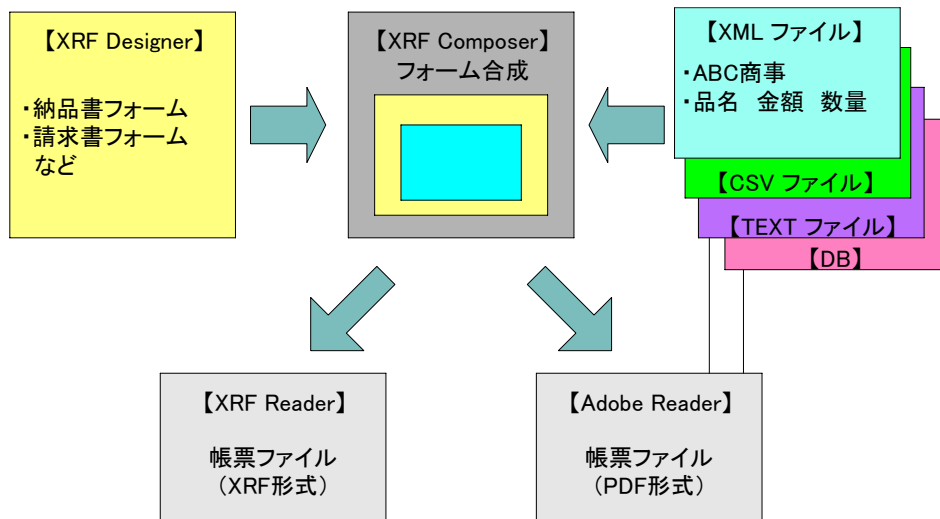 【XRF Designer】
・納品書フォーム
・請求書フォーム
など
【XRF Composer】
フォーム合成
【XML ファイル】
・ABC商事
・品名　金額　数量
【CSV ファイル】
【TEXT ファイル】
【DB】
【XRF Reader】
帳票ファイル
（XRF形式）
【Adobe Reader】
帳票ファイル
（PDF形式）